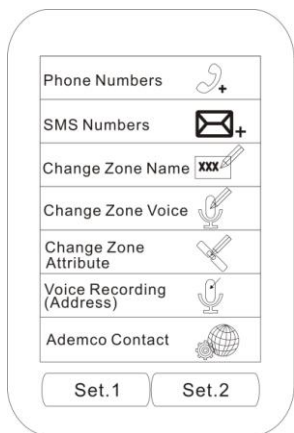 Phone Numbers
SMS Numbers
Change Zone Name
XXX
Change Zone Voice
Change Zone
Attribute
Voice Recording
(Address)
Ademco Contact
Set.1
Set.2